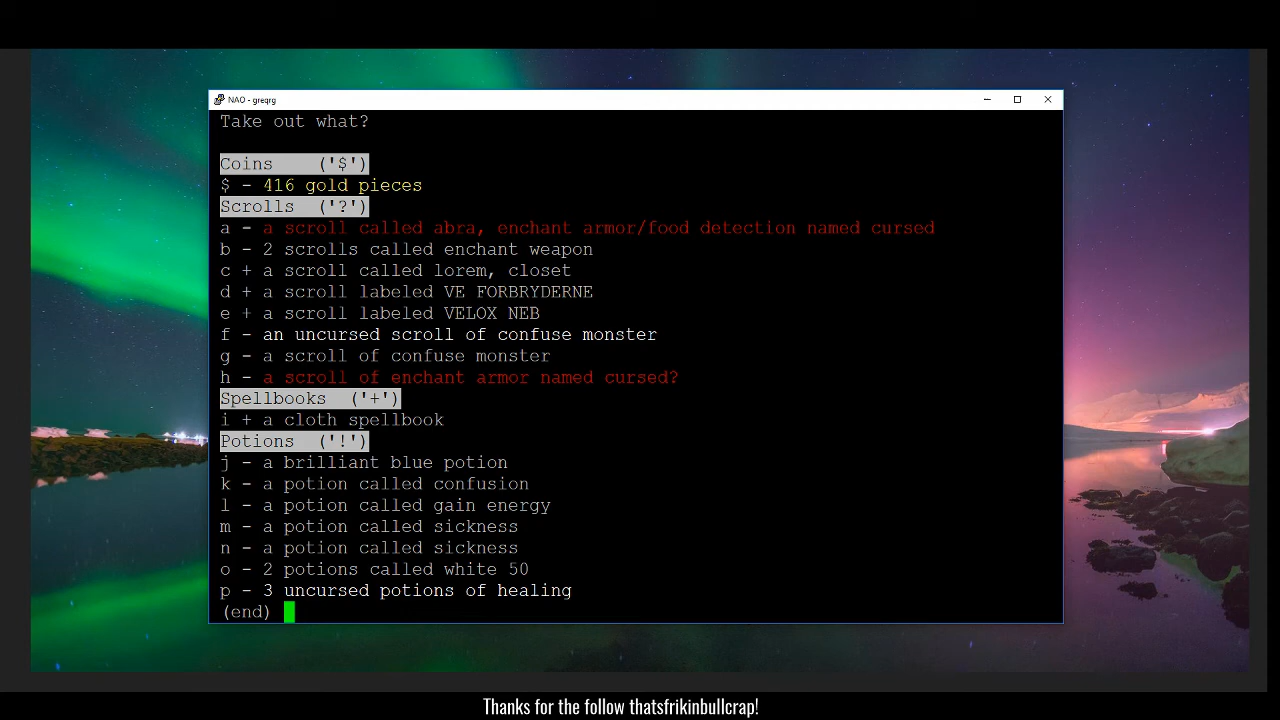 NAO - greqrg
Take out what?
Coins ('$')
$ - 416 gold pieces
Scrolls ('?')
a - a scroll called abra, enchant armor/food detection named cursed
b - 2 scrolls called enchant weapon
c + a scroll called lorem, closet
d + a scroll labeled VE FORBRYDERNE
e + a scroll labeled VELOX NEB
f - an uncursed scroll of confuse monster
g - a scroll of confuse monster
h - a scroll of enchant armor named cursed?
Spellbooks ('+')
i + a cloth spellbook
Potions ('!')
j - a brilliant blue potion
k - a potion called confusion
l - a potion called gain energy
m - a potion called sickness
n - a potion called sickness
o - 2 potions called white 50
p - 3 uncursed potions of healing
(end)
Thanks for the follow thatsfrikinbullcrap!